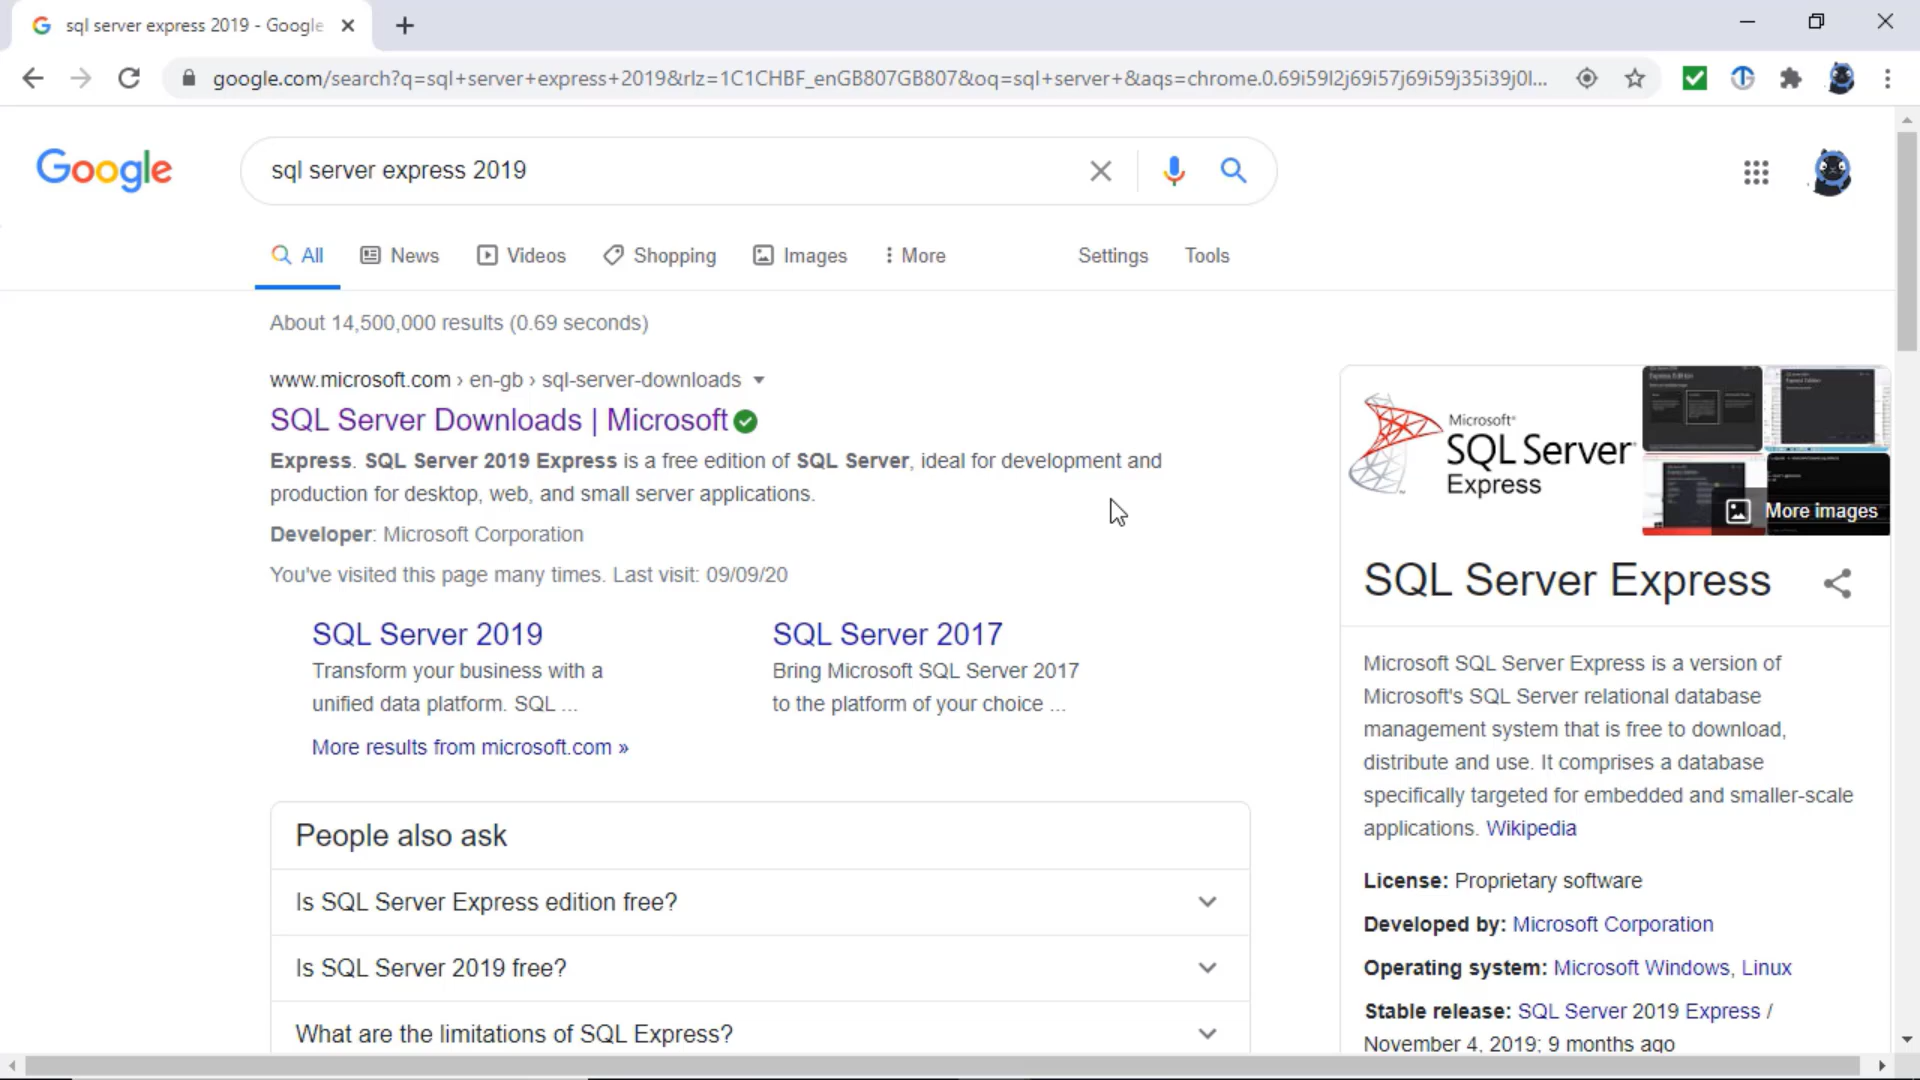 sql server express 2019 - Google
google.com/search?q=sql+server+express+2019&rlz=1C1CHBF_enGB807GB807&oq=sql+server+&aqs=chrome.0.69i59l2j69i57j69i59j35i39j0l...
Google
sql server express 2019
All
News
Videos
Shopping
Images
More
Settings
Tools
About 14,500,000 results (0.69 seconds)
www.microsoft.com › en-gb › sql-server-downloads
SQL Server Downloads | Microsoft
Express. SQL Server 2019 Express is a free edition of SQL Server, ideal for development and
production for desktop, web, and small server applications.
Developer: Microsoft Corporation
You've visited this page many times. Last visit: 09/09/20
SQL Server 2019
Transform your business with a
unified data platform. SQL ...
SQL Server 2017
Bring Microsoft SQL Server 2017
to the platform of your choice ...
More results from microsoft.com »
People also ask
Is SQL Server Express edition free?
Is SQL Server 2019 free?
What are the limitations of SQL Express?
Microsoft®
SQL Server
Express
More images
SQL Server Express
Microsoft SQL Server Express is a version of
Microsoft's SQL Server relational database
management system that is free to download,
distribute and use. It comprises a database
specifically targeted for embedded and smaller-scale
applications. Wikipedia
License: Proprietary software
Developed by: Microsoft Corporation
Operating system: Microsoft Windows, Linux
Stable release: SQL Server 2019 Express /
November 4, 2019; 9 months ago